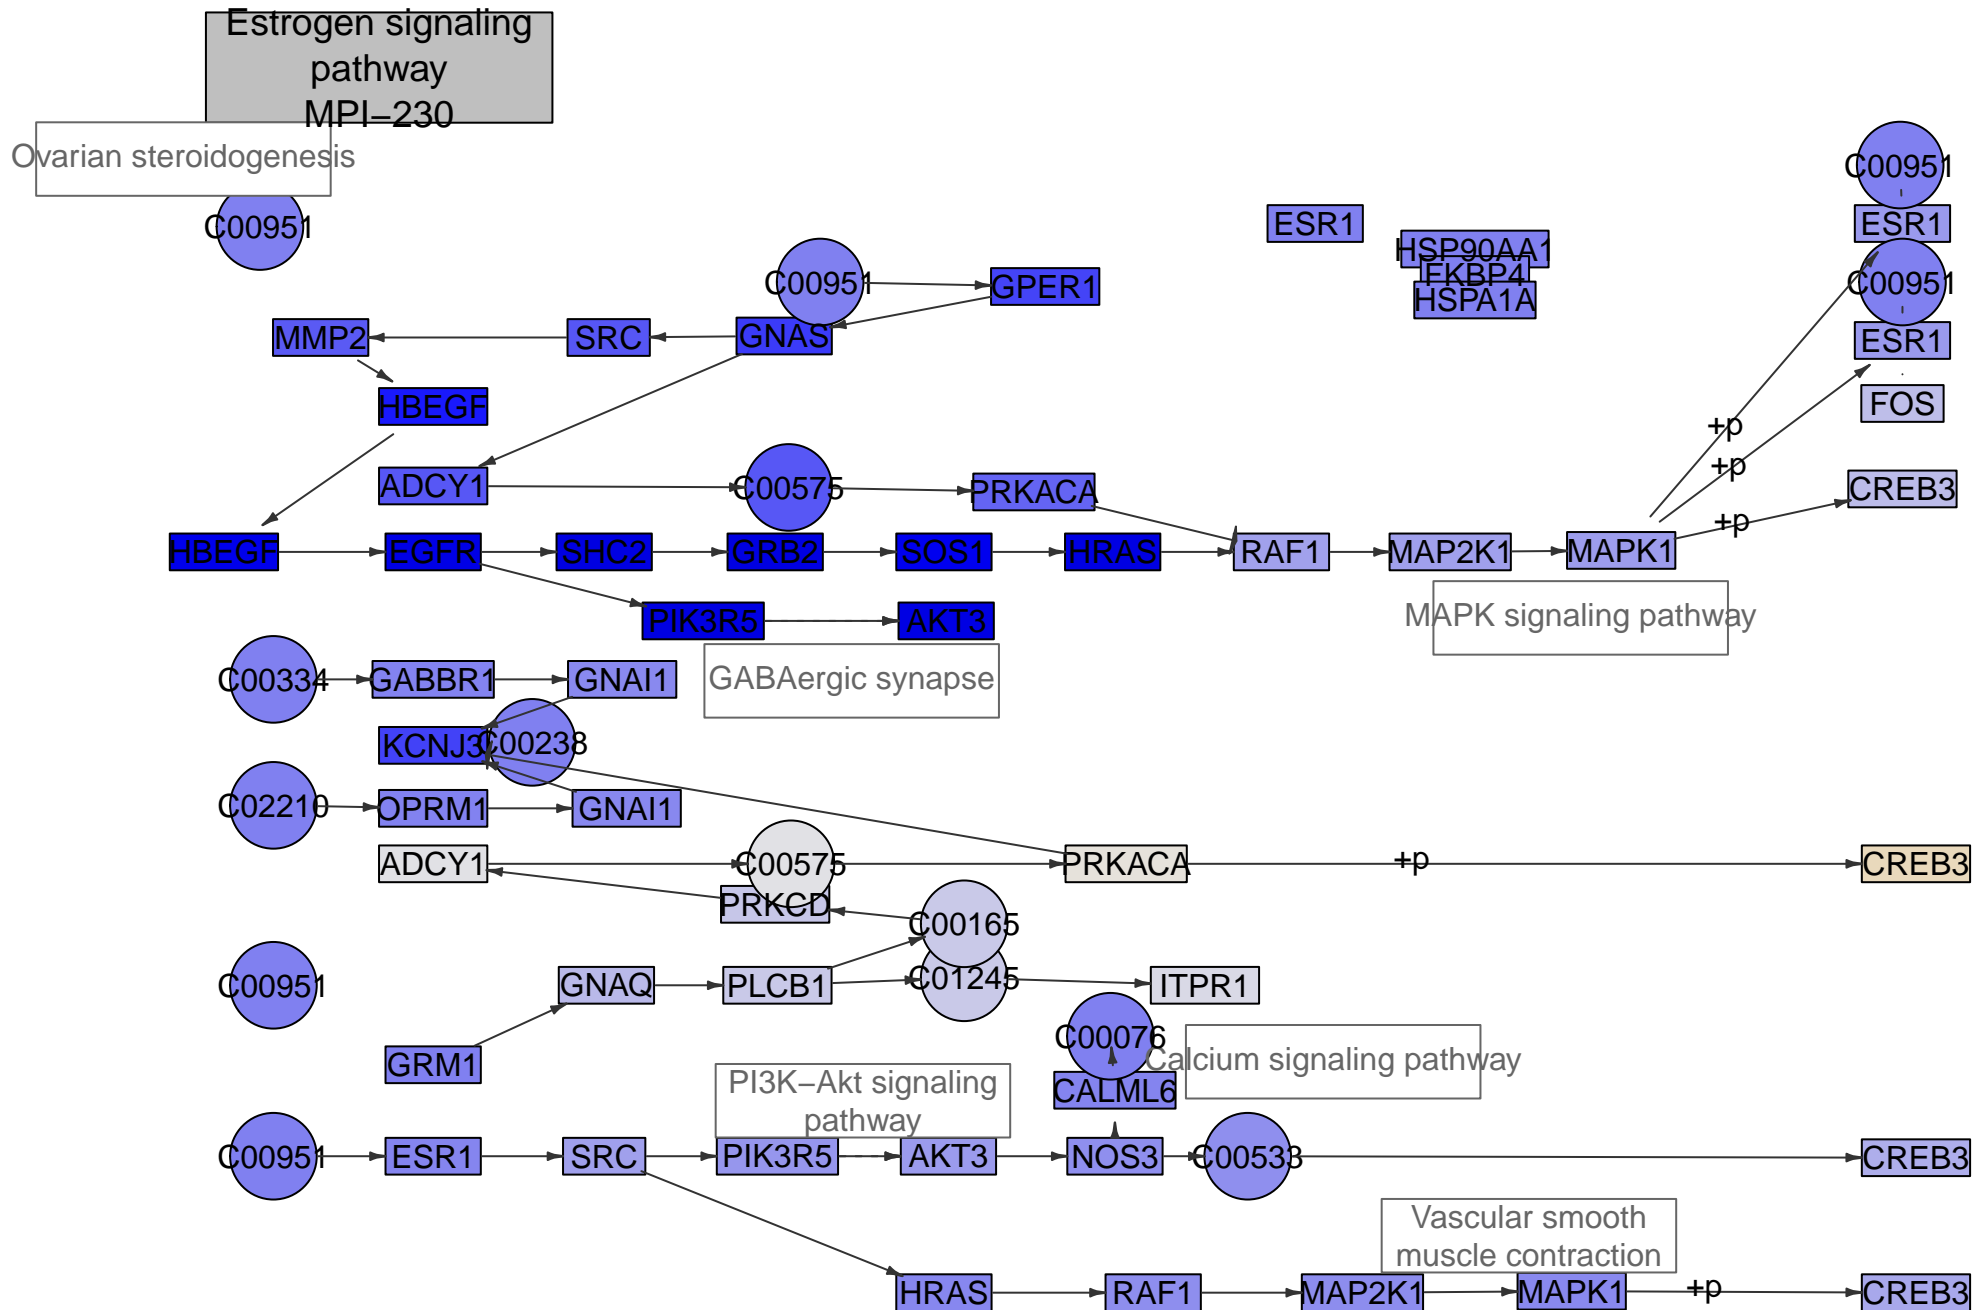 Estrogen signaling
pathway
MPI−230
Ovarian steroidogenesis
C00951
C00951
ESR1
ESR1
C00951
HSP90AA1
FKBP4
HSPA1A
C00951
GPER1
C00951
MMP2
SRC
GNAS
ESR1
HBEGF
FOS
+p
+p
ADCY1
C00575
PRKACA
CREB3
+p
HBEGF
EGFR
SHC2
GRB2
SOS1
HRAS
RAF1
MAP2K1
MAPK1
PIK3R5
AKT3
MAPK signaling pathway
C00334
GABBR1
GNAI1
GABAergic synapse
KCNJ3
C00238
C02210
OPRM1
GNAI1
ADCY1
C00575
PRKACA
+p
CREB3
PRKCD
C00165
C00951
GNAQ
PLCB1
C01245
ITPR1
C00076
Calcium signaling pathway
GRM1
CALML6
PI3K−Akt signaling
pathway
C00951
ESR1
SRC
PIK3R5
AKT3
NOS3
C00533
CREB3
Vascular smooth
muscle contraction
HRAS
RAF1
MAP2K1
MAPK1
+p
CREB3